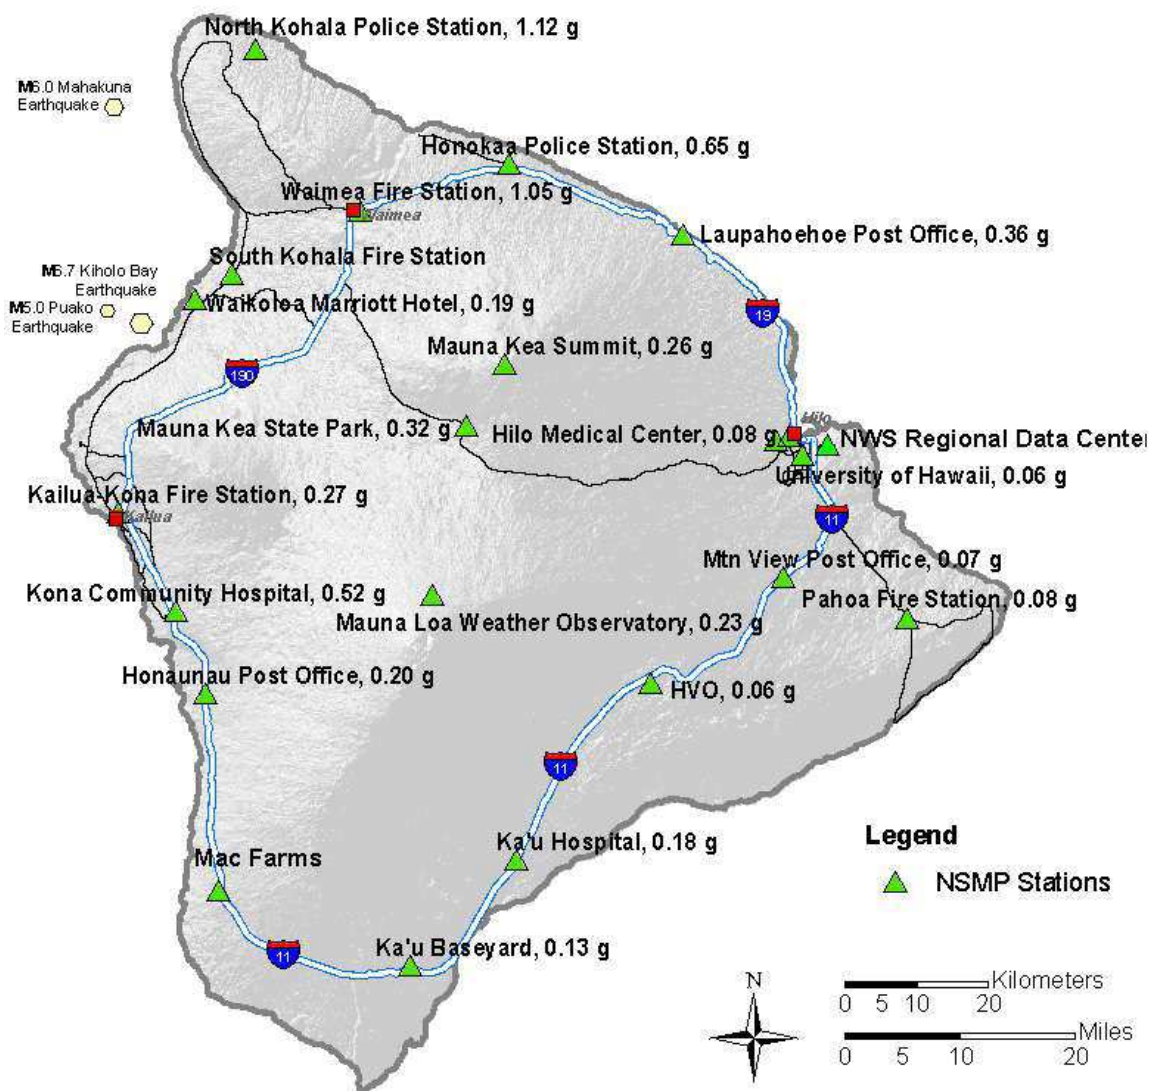 North Kohala Police Station, 1.12 g
M6.0 Mahakuna
Earthquake
Honokaa Police Station, 0.65 g
Waimea Fire Station, 1.05 g
Waimea
Laupahoehoe Post Office, 0.36 g
South Kohala Fire Station
M6.7 Kiholo Bay
Earthquake
Waikoloa Marriott Hotel, 0.19 g
M5.0 Puako
Earthquake
19
Mauna Kea Summit, 0.26 g
190
Hilo
Mauna Kea State Park, 0.32 g
Hilo Medical Center, 0.08 g
NWS Regional Data Cente
University of Hawaii, 0.06 g
Kailua-Kona Fire Station, 0.27 g
Kailua
11
Mtn View Post Office, 0.07 g
Kona Community Hospital, 0.52 g
Pahoa Fire Station, 0.08 g
Mauna Loa Weather Observatory, 0.23 g
Honaunau Post Office, 0.20 g
HVO, 0.06 g
11
Legend
Ka'u Hospital, 0.18 g
Mac Farms
NSMP Stations
11
Ka'u Baseyard, 0.13 g
N
Kilometers
0 5 10 20
Miles
0 5 10 20